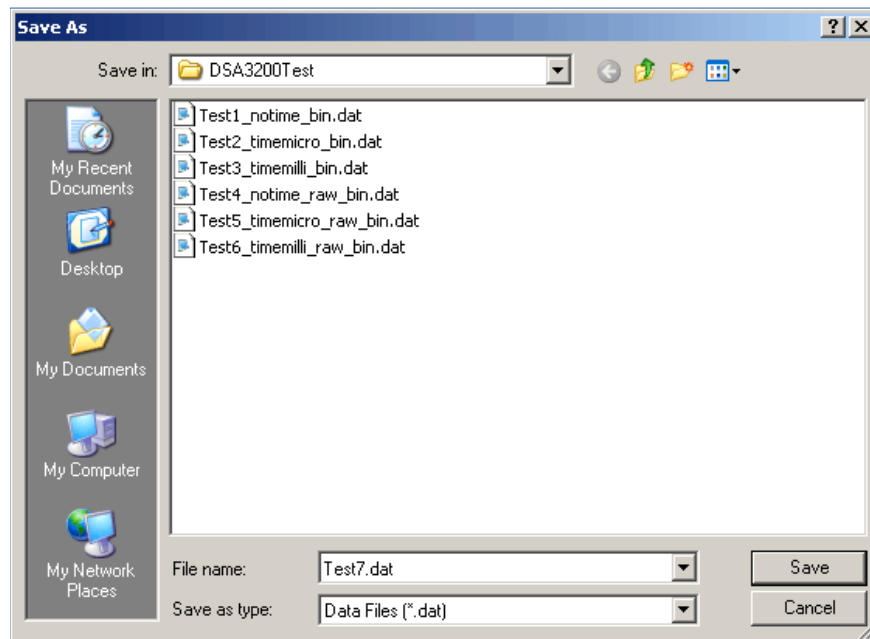 Save As
Save in: DSA3200Test
Test1_notime_bin.dat
Test2_timemicro_bin.dat
Test3_timemilli_bin.dat
Test4_notime_raw_bin.dat
Test5_timemicro_raw_bin.dat
Test6_timemilli_raw_bin.dat
My Recent
Documents
Desktop
My Documents
My Computer
My Network
Places
File name: Test7.dat Save
Save as type: Data Files (*.dat) Cancel